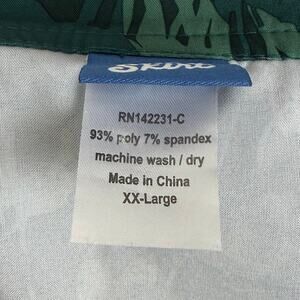 RN142231-C
93% poly 7% spandex
machine wash / dry
Made in China
XX-Large